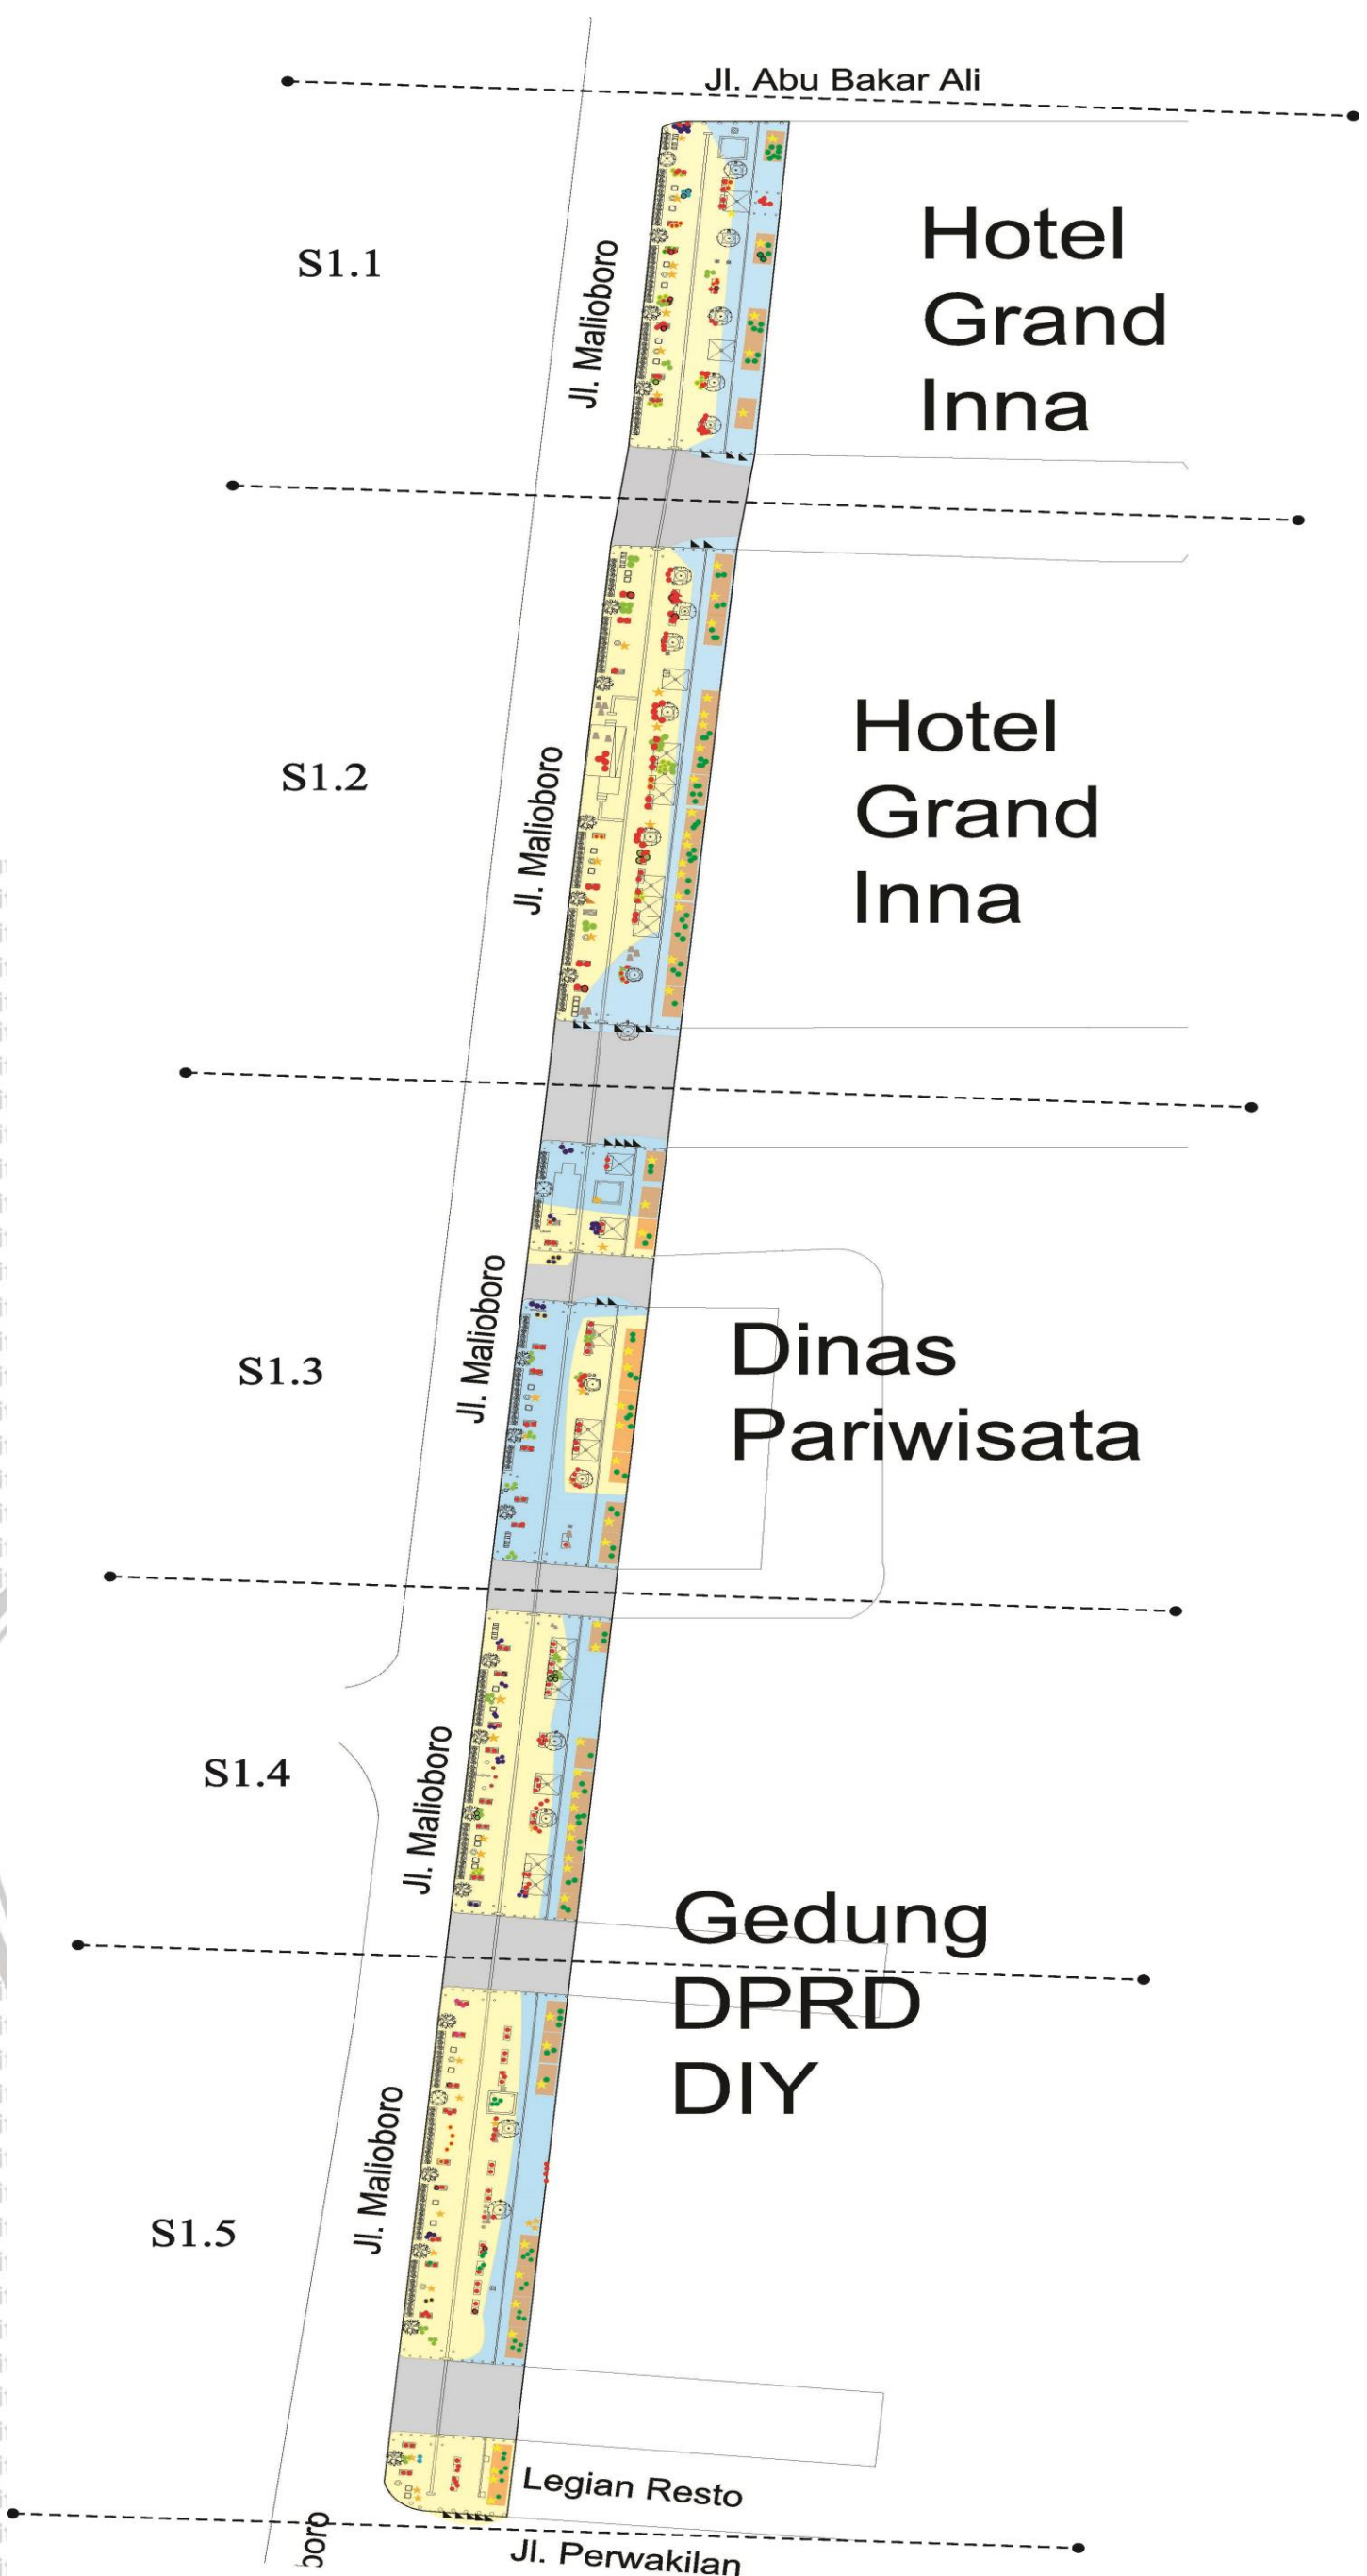 Jl. Abu Bakar Ali
S1.1
Jl. Malioboro
Hotel
Grand
Inna
S1.2
Jl. Malioboro
Hotel
Grand
Inna
S1.3
Jl. Malioboro
Dinas
Pariwisata
S1.4
Jl. Malioboro
Gedung
DPRD
DIY
S1.5
Jl. Malioboro
Legian Resto
boro
Jl. Perwakilan